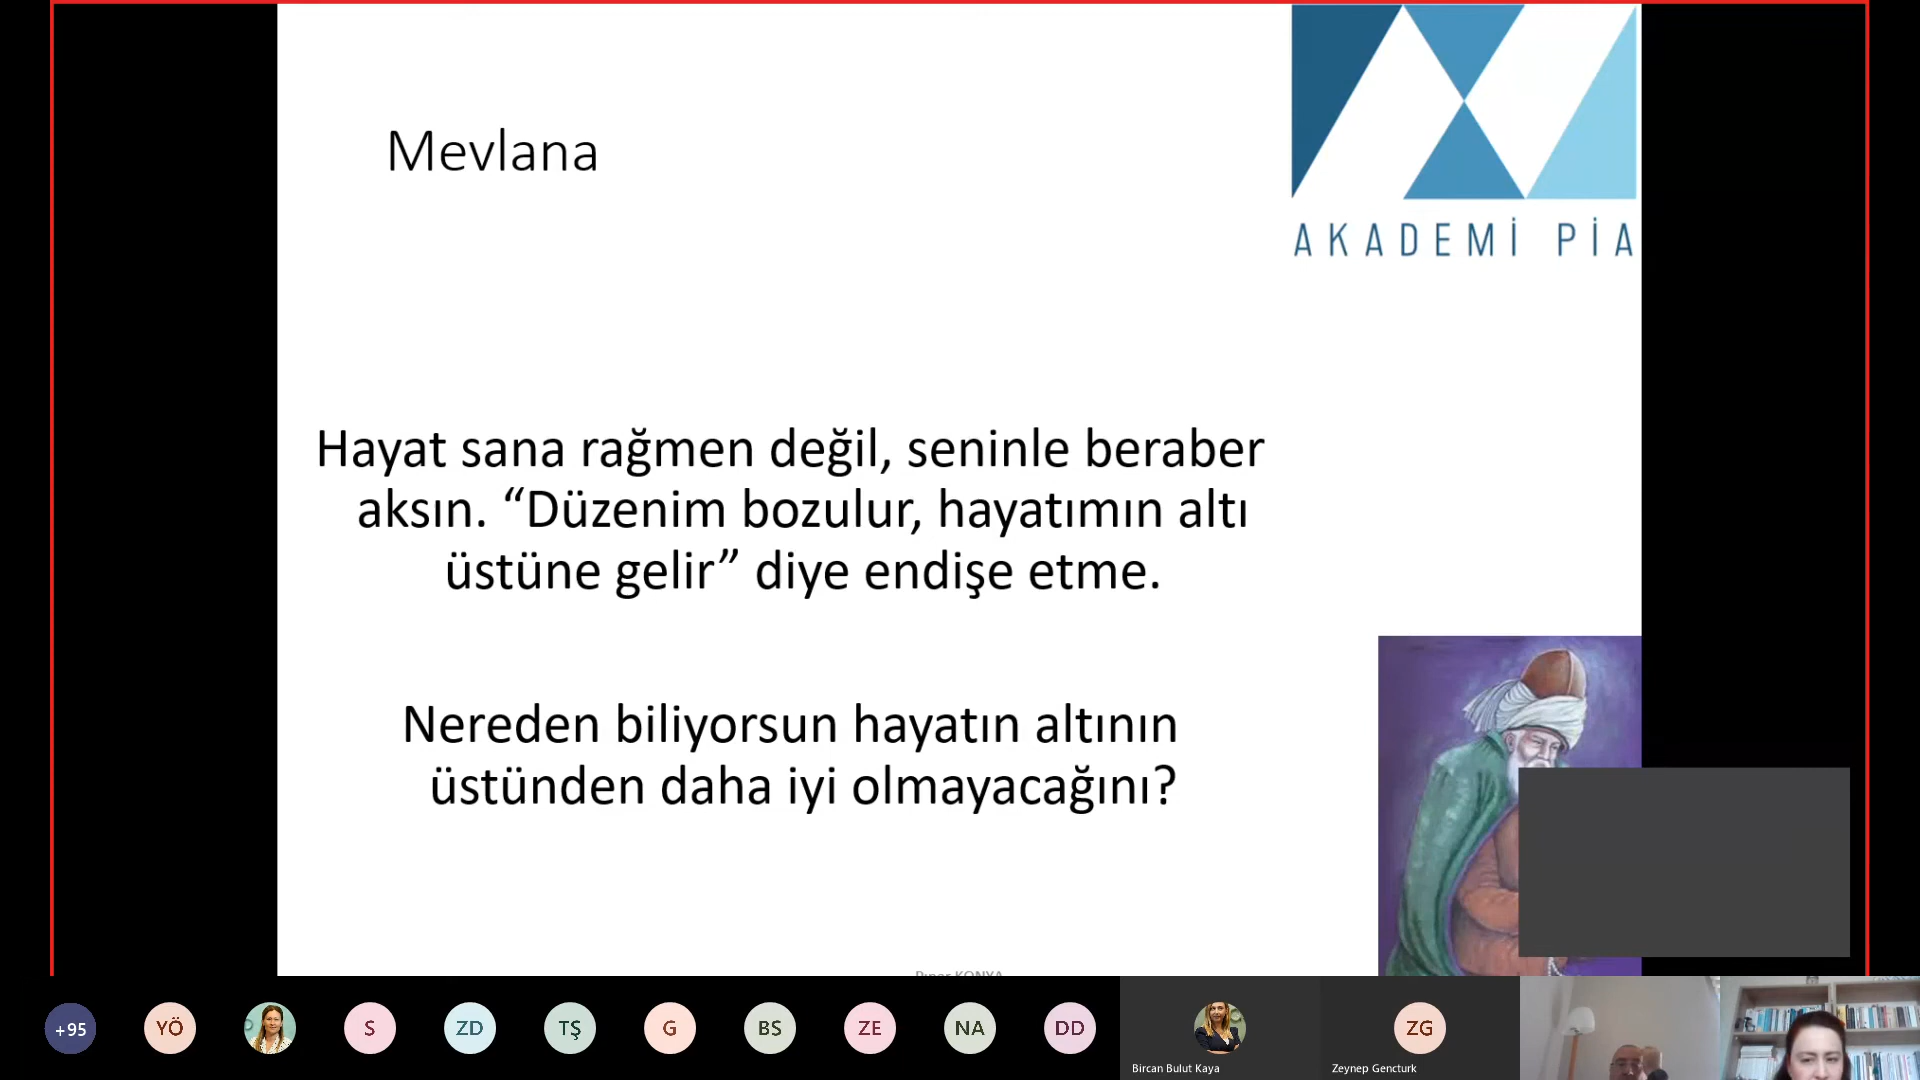 Mevlana
AKADEMİ PİA
Hayat sana rağmen değil, seninle beraber
aksın. “Düzenim bozulur, hayatımın altı
üstüne gelir” diye endişe etme.
Nereden biliyorsun hayatın altının
üstünden daha iyi olmayacağını?
Pınar KONYA
+95
YÖ
S
ZD
TŞ
G
BS
ZE
NA
DD
Bircan Bulut Kaya
ZG
Zeynep Gencturk